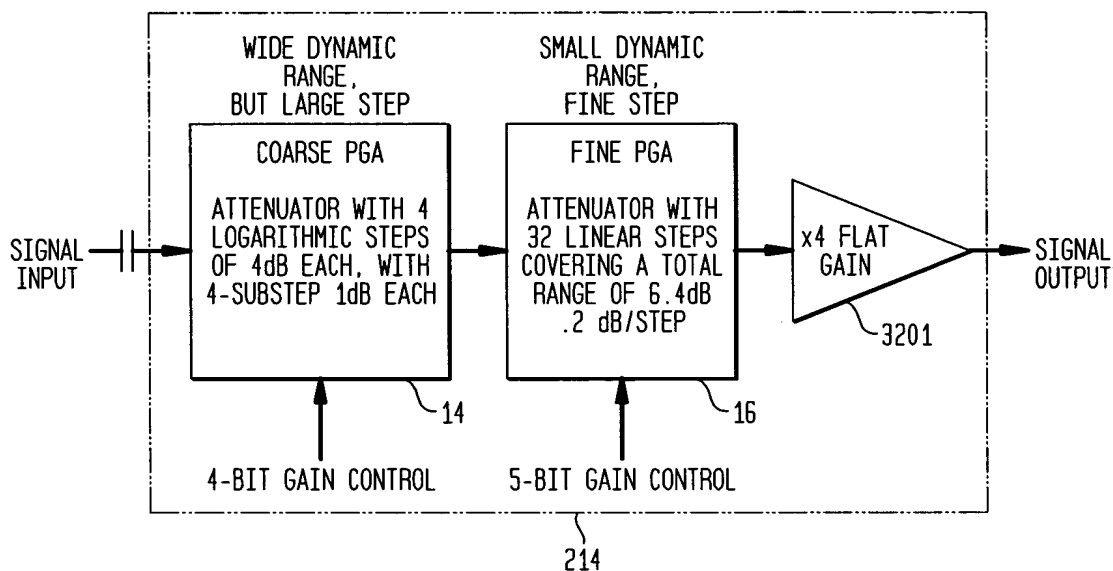 WIDE DYNAMIC
RANGE,
BUT LARGE STEP
SMALL DYNAMIC
RANGE,
FINE STEP
COARSE PGA
ATTENUATOR WITH 4
LOGARITHMIC STEPS
OF 4dB EACH, WITH
4-SUBSTEP 1dB EACH
FINE PGA
ATTENUATOR WITH
32 LINEAR STEPS
COVERING A TOTAL
RANGE OF 6.4dB
.2 dB/STEP
SIGNAL
INPUT
x4 FLAT
GAIN
SIGNAL
OUTPUT
3201
14
16
4-BIT GAIN CONTROL
5-BIT GAIN CONTROL
214